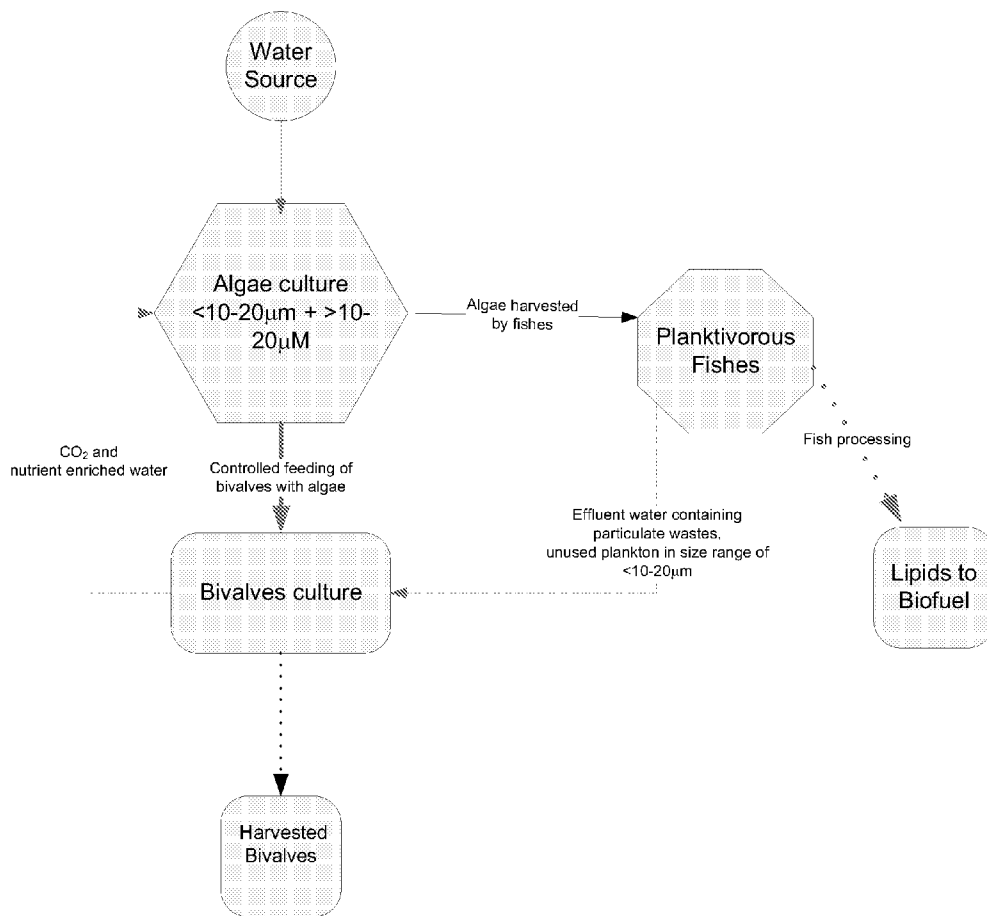 Water
Source
Algae culture
<10-20μm + >10-
20μM
Algae harvested
by fishes
Planktivorous
Fishes
Fish processing
CO₂ and
nutrient enriched water
Controlled feeding of
bivalves with algae
Effluent water containing
particulate wastes,
unused plankton in size range of
<10-20μm
Bivalves culture
Lipids to
Biofuel
Harvested
Bivalves